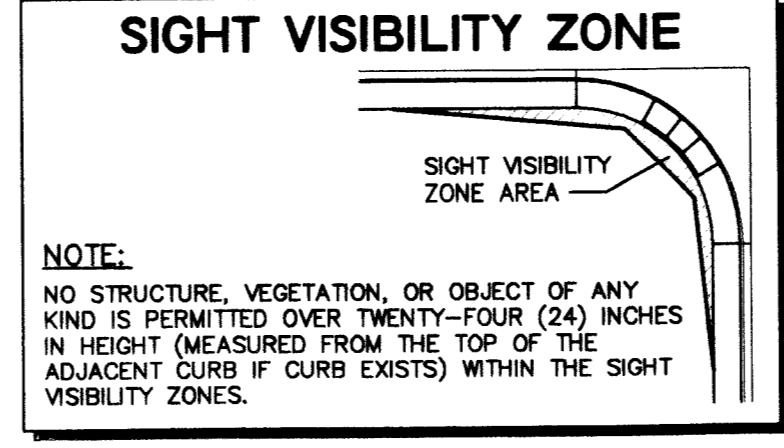 SIGHT VISIBILITY ZONE
SIGHT VISIBILITY
ZONE AREA
NOTE:
NO STRUCTURE, VEGETATION, OR OBJECT OF ANY
KIND IS PERMITTED OVER TWENTY-FOUR (24) INCHES
IN HEIGHT (MEASURED FROM THE TOP OF THE
ADJACENT CURB IF CURB EXISTS) WITHIN THE SIGHT
VISIBILITY ZONES.